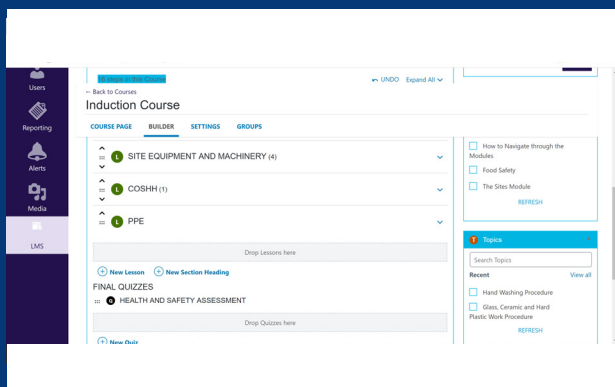 Users
Reporting
Alerts
Media
LMS
10 steps in this Course
UNDO Expand All
← Back to Courses
Induction Course
COURSE PAGE BUILDER SETTINGS GROUPS
L SITE EQUIPMENT AND MACHINERY (4)
L COSHH (1)
L PPE
Drop Lessons here
New Lesson New Section Heading
FINAL QUIZZES
Q HEALTH AND SAFETY ASSESSMENT
Drop Quizzes here
New Quiz
How to Navigate through the
Modules
Food Safety
The Sites Module
REFRESH
T Topics
Search Topics
Recent View all
Hand Washing Procedure
Glass, Ceramic and Hard
Plastic Work Procedure
REFRESH